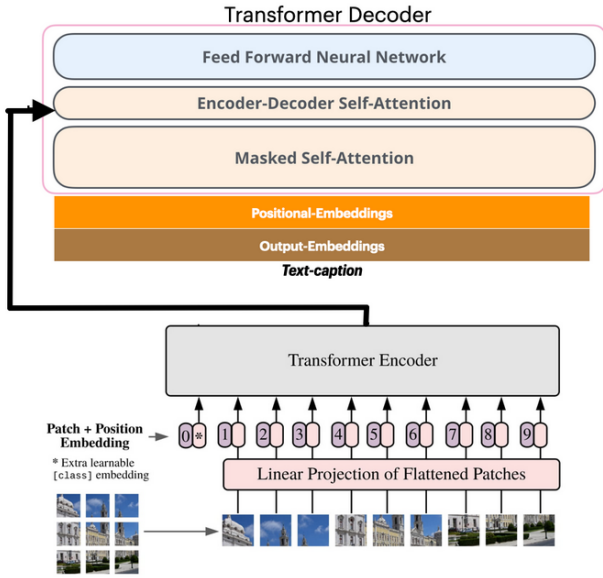 Transformer Decoder
Feed Forward Neural Network
Encoder-Decoder Self-Attention
Masked Self-Attention
Positional-Embeddings
Output-Embeddings
Text-caption
Transformer Encoder
Patch + Position
Embedding
0 * 1 2 3 4 5 6 7 8 9
* Extra learnable
[class] embedding
Linear Projection of Flattened Patches